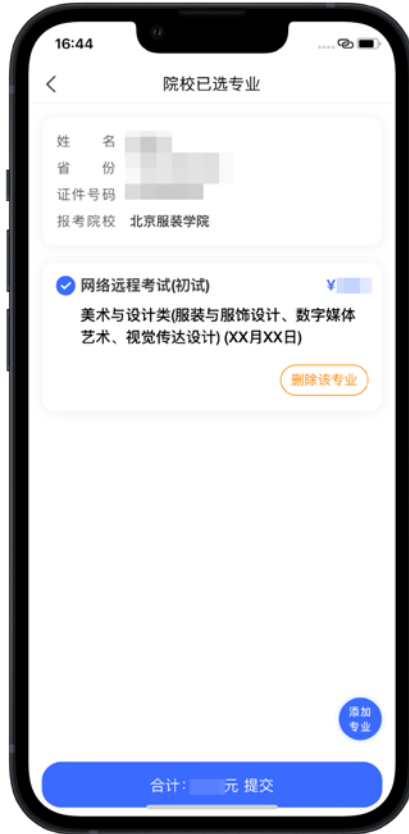 16:44
院校已选专业
姓 名
省 份
证件号码
报考院校 北京服装学院
网络远程考试(初试) ¥
美术与设计类(服装与服饰设计、数字媒体
艺术、视觉传达设计) (XX月XX日)
删除该专业
添加
专业
合计: 元 提交